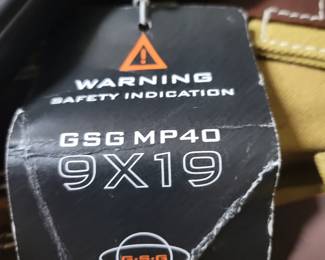 WARNING
SAFETY INDICATION
GSG MP40
9X19
G·S·G